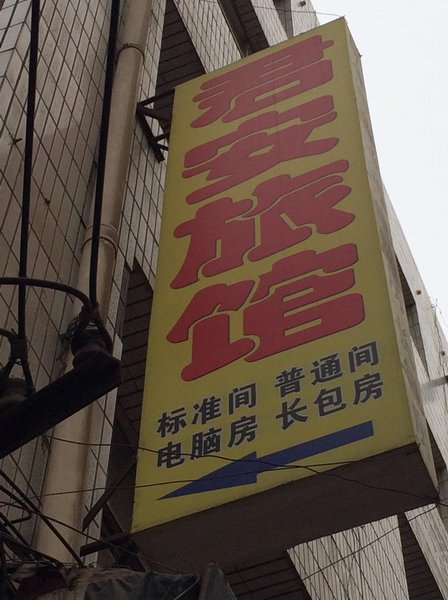 君安旅馆
标准间 普通间
电脑房 长包房